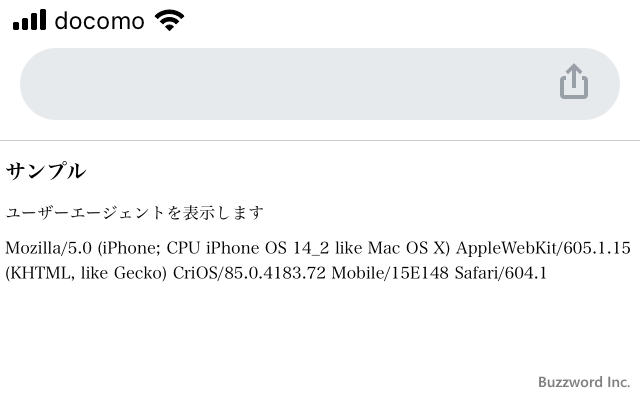 docomo
サンプル
ユーザーエージェントを表示します
Mozilla/5.0 (iPhone; CPU iPhone OS 14_2 like Mac OS X) AppleWebKit/605.1.15
(KHTML, like Gecko) CriOS/85.0.4183.72 Mobile/15E148 Safari/604.1
Buzzword Inc.